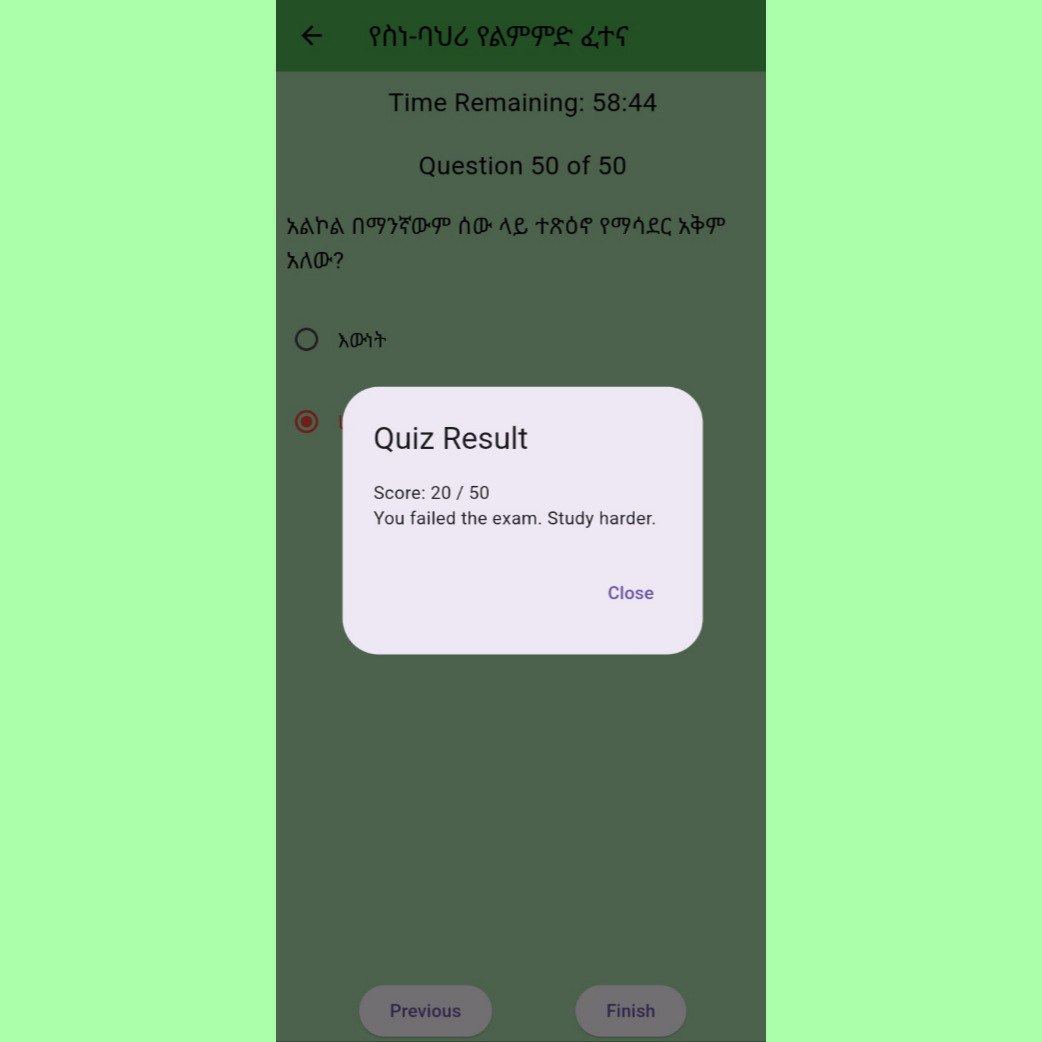 የስነ-ባህሪ የልምምድ ፈተና
Time Remaining: 58:44
Question 50 of 50
አልኮል በማንኛውም ሰው ላይ ተጽዕኖ የማሳደር አቅም
አለው?
እውነት
Quiz Result
Score: 20 / 50
You failed the exam. Study harder.
Close
Previous
Finish